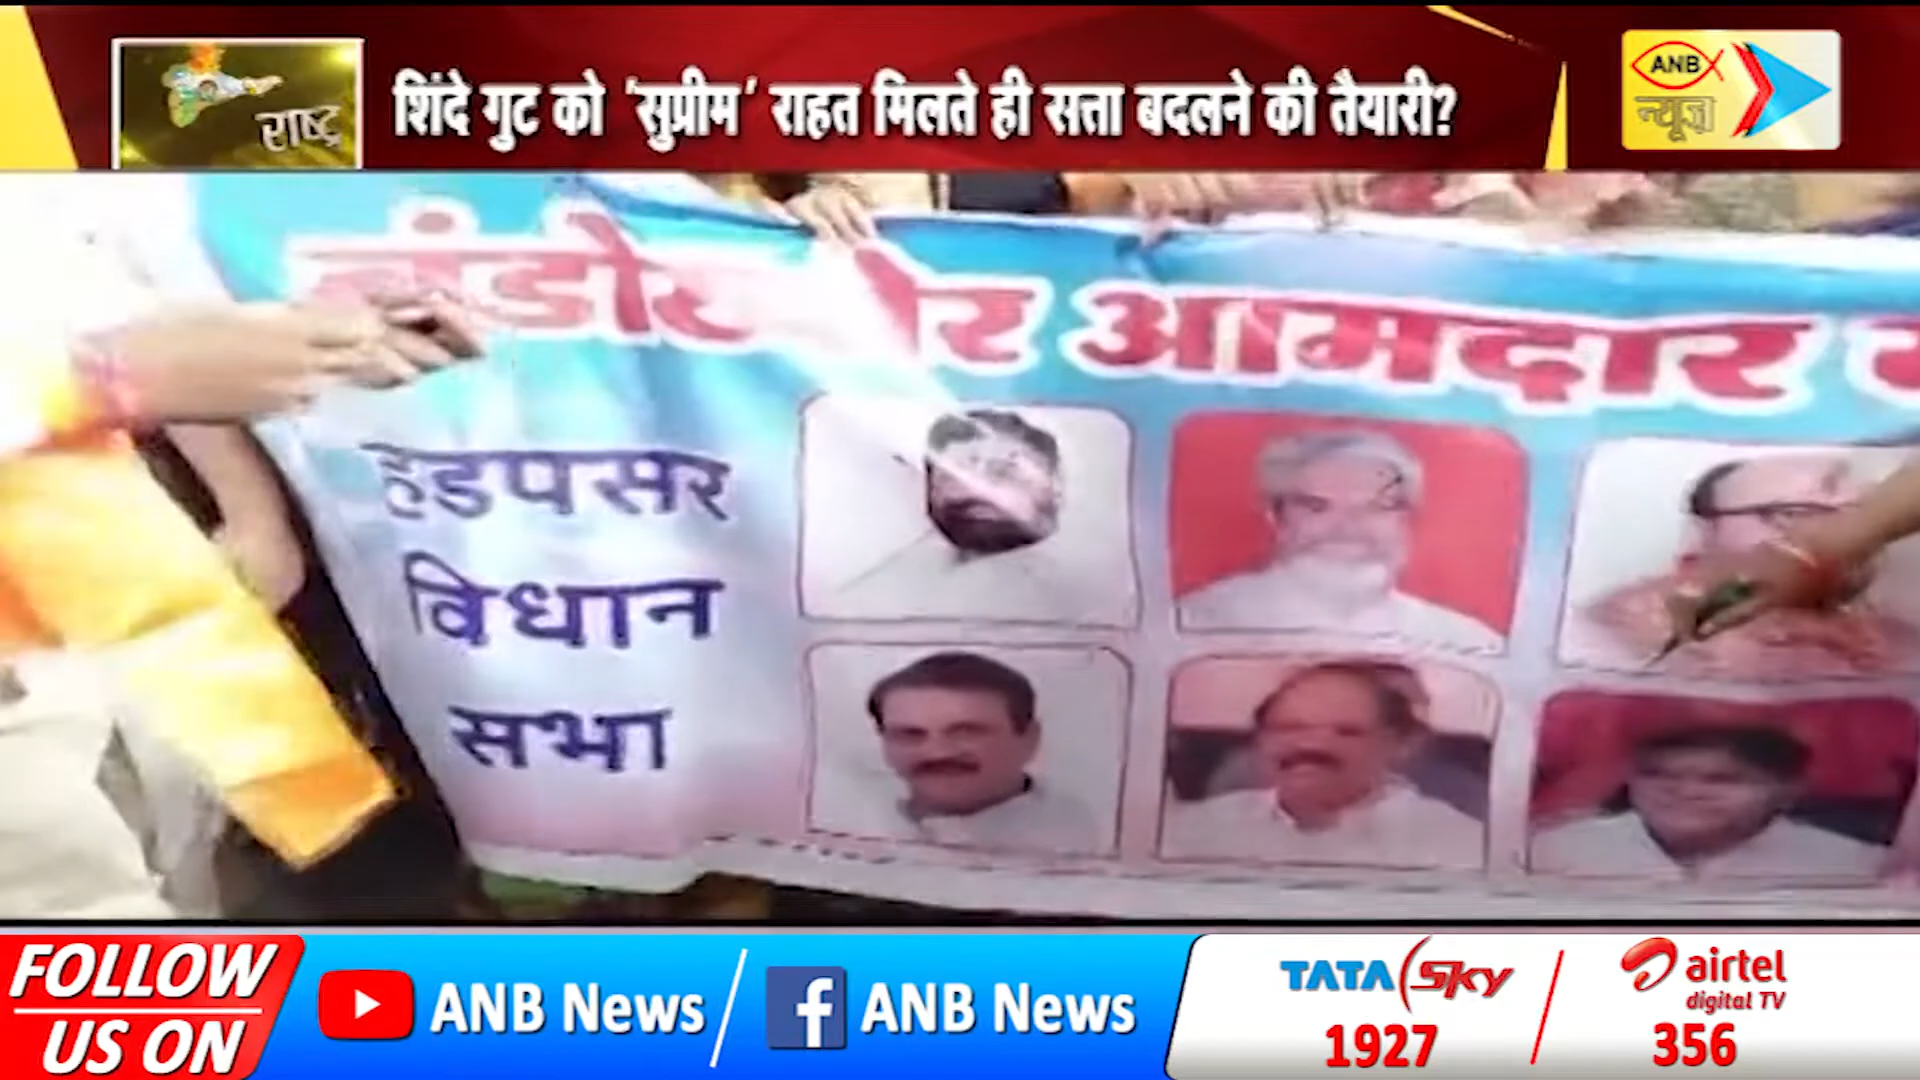 राष्ट्र
शिंदे गुट को 'सुप्रीम' राहत मिलते ही सत्ता बदलने की तैयारी?
ANB
न्यूज़
आमदार
हडपसर
विधान
सभा
FOLLOW
US ON
ANB News
ANB News
TATA Sky
1927
airtel
digital TV
356